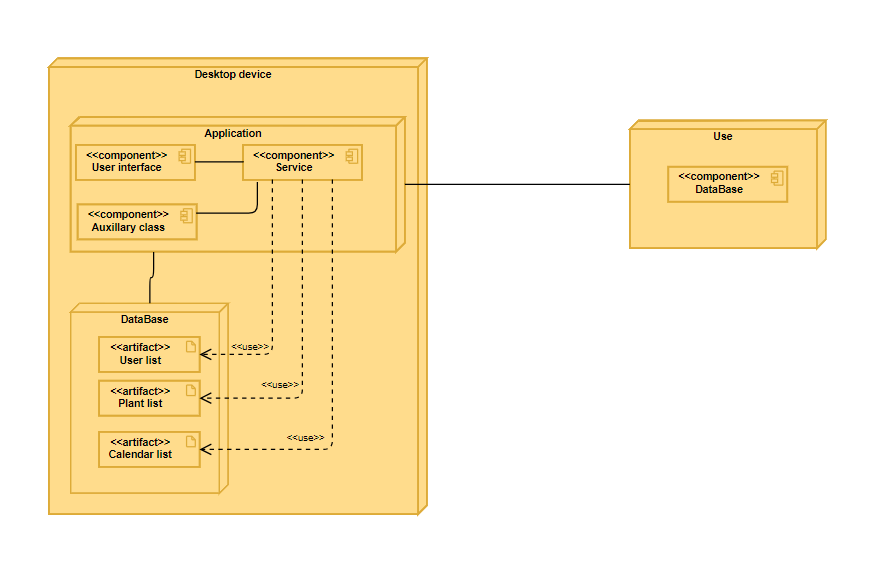 Desktop device
Application
<<component>>
User interface
<<component>>
Service
<<component>>
Auxillary class
DataBase
<<artifact>>
User list
<<use>>
<<artifact>>
Plant list
<<use>>
<<artifact>>
Calendar list
<<use>>
Use
<<component>>
DataBase